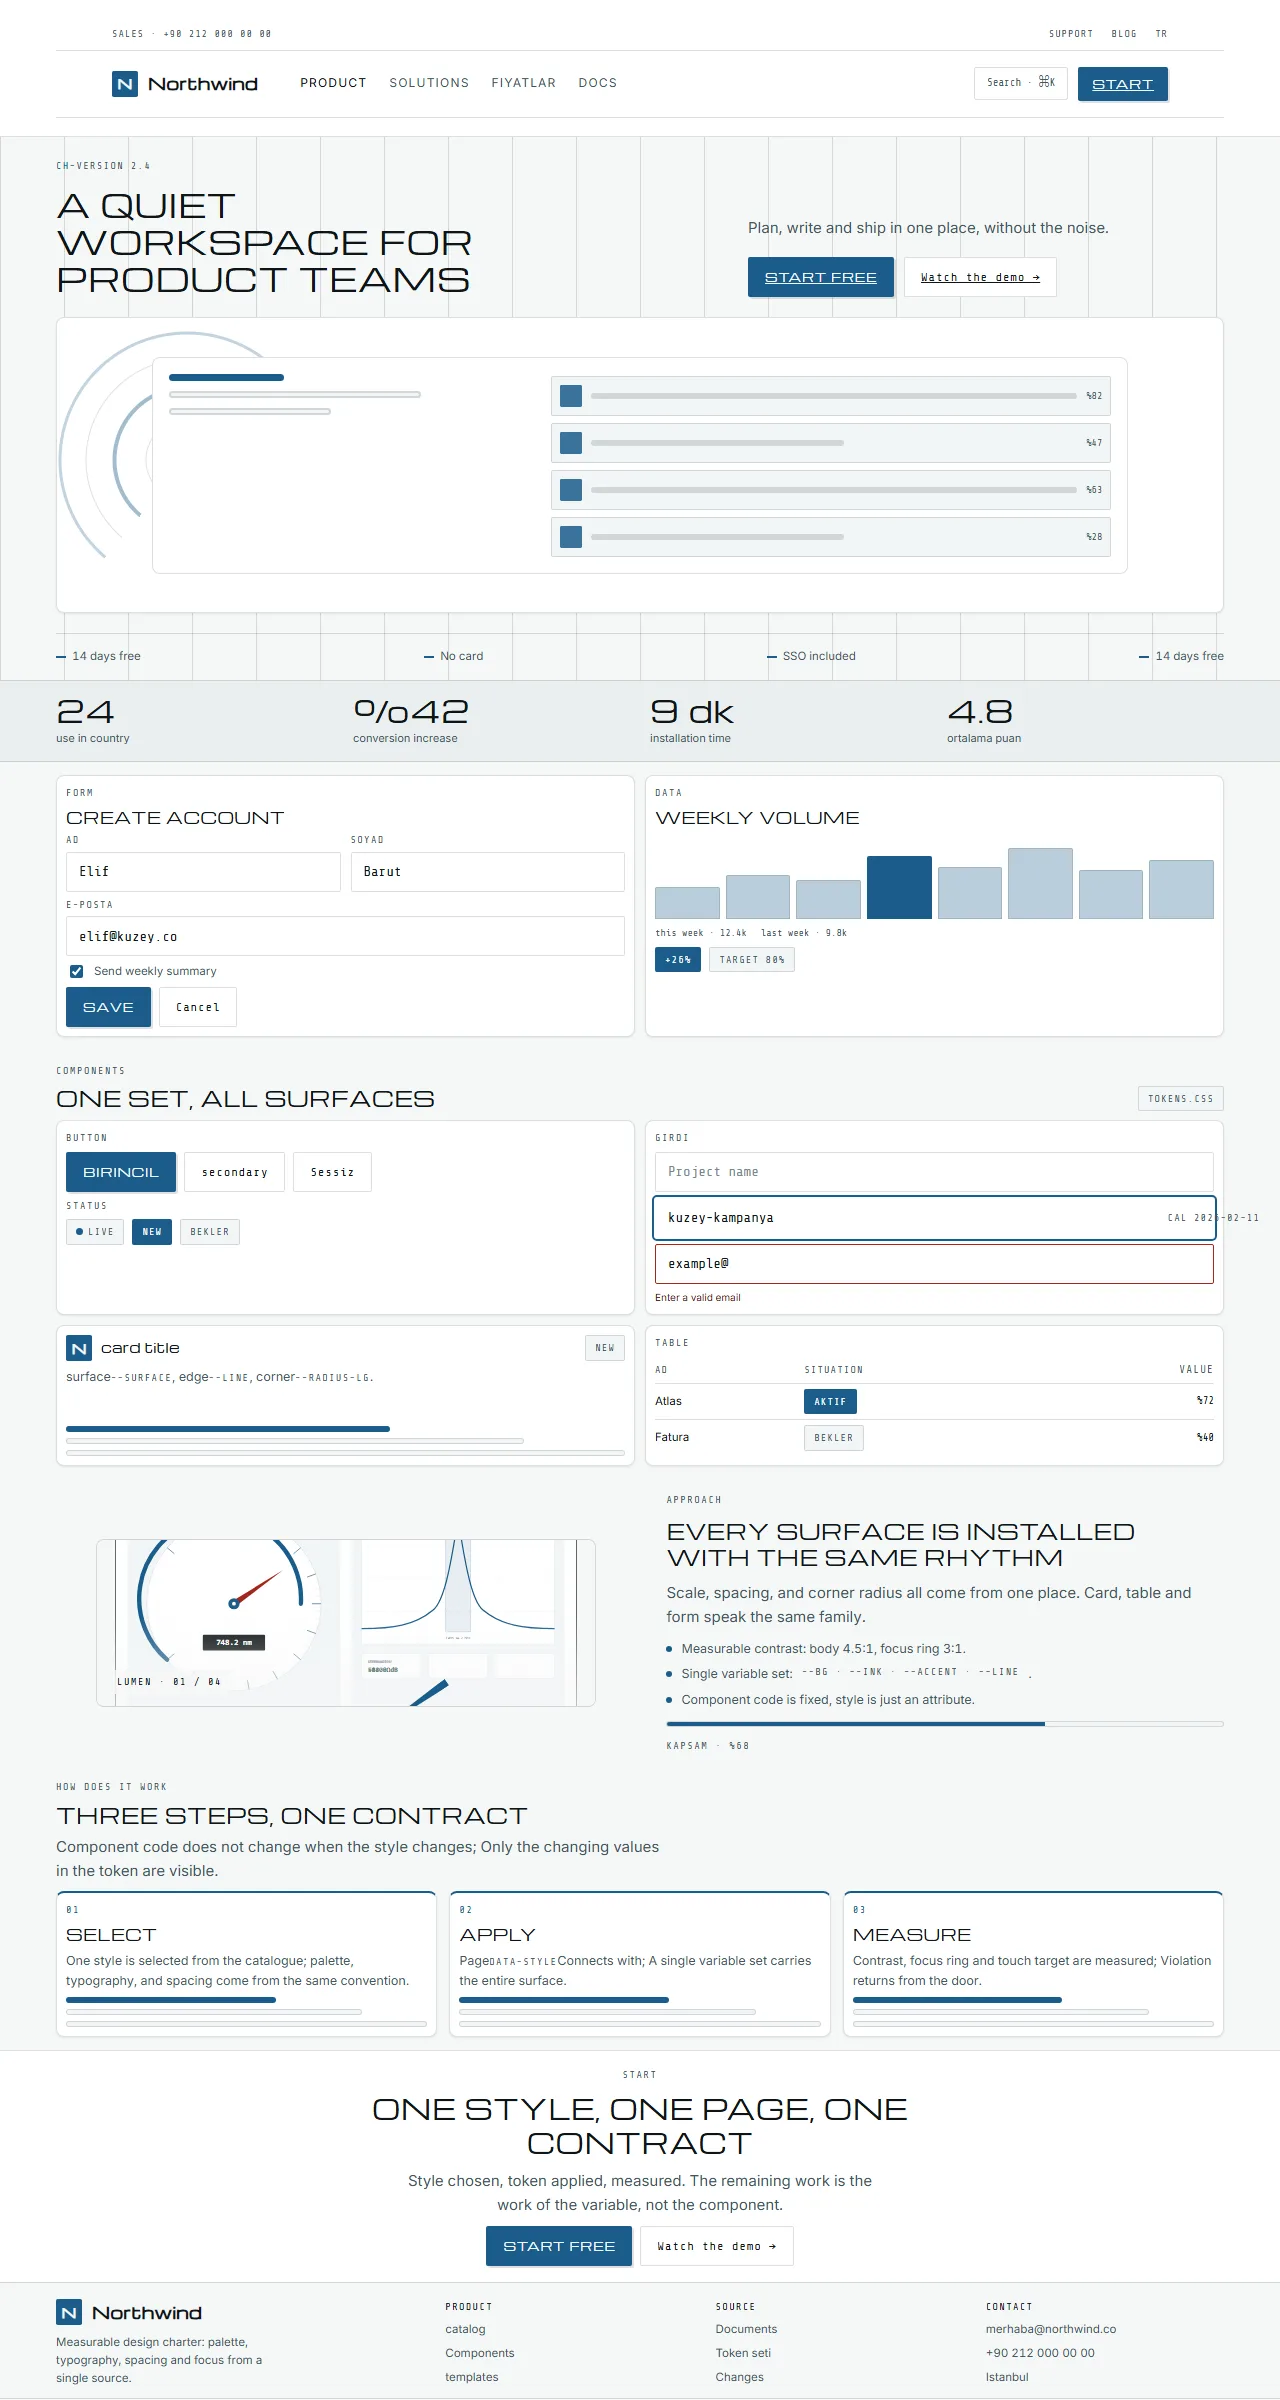 SALES · +90 212 000 00 00
SUPPORT BLOG TR
N Northwind
PRODUCT SOLUTIONS FIYATLAR DOCS
Search · ⌘K
START
CH-VERSION 2.4
A QUIET
WORKSPACE FOR
PRODUCT TEAMS
Plan, write and ship in one place, without the noise.
START FREE
Watch the demo →
%82
%47
%63
%28
14 days free
No card
SSO included
14 days free
24
use in country
%42
conversion increase
9 dk
installation time
4.8
ortalama puan
FORM
CREATE ACCOUNT
AD
SOYAD
Elif
Barut
E-POSTA
elif@kuzey.co
Send weekly summary
SAVE
Cancel
DATA
WEEKLY VOLUME
this week · 12.4k last week · 9.8k
+26%
TARGET 80%
COMPONENTS
ONE SET, ALL SURFACES
TOKENS.CSS
BUTTON
BIRINCIL
secondary
Sessiz
STATUS
LIVE
NEW
BEKLER
GIRDI
Project name
kuzey-kampanya
CAL 2026-02-11
example@
Enter a valid email
N card title
NEW
surface--SURFACE, edge--LINE, corner--RADIUS-LG.
TABLE
AD SITUATION VALUE
Atlas AKTIF %72
Fatura BEKLER %40
748.2 nm
LUMEN · 01 / 04
APPROACH
EVERY SURFACE IS INSTALLED
WITH THE SAME RHYTHM
Scale, spacing, and corner radius all come from one place. Card, table and
form speak the same family.
Measurable contrast: body 4.5:1, focus ring 3:1.
Single variable set: --BG · --INK · --ACCENT · --LINE .
Component code is fixed, style is just an attribute.
KAPSAM · %68
HOW DOES IT WORK
THREE STEPS, ONE CONTRACT
Component code does not change when the style changes; Only the changing values
in the token are visible.
01
SELECT
One style is selected from the catalogue; palette,
typography, and spacing come from the same convention.
02
APPLY
PageDATA-STYLEConnects with; A single variable set carries
the entire surface.
03
MEASURE
Contrast, focus ring and touch target are measured; Violation
returns from the door.
START
ONE STYLE, ONE PAGE, ONE
CONTRACT
Style chosen, token applied, measured. The remaining work is the
work of the variable, not the component.
START FREE
Watch the demo →
N Northwind
Measurable design charter: palette,
typography, spacing and focus from a
single source.
PRODUCT
catalog
Components
templates
SOURCE
Documents
Token seti
Changes
CONTACT
merhaba@northwind.co
+90 212 000 00 00
Istanbul